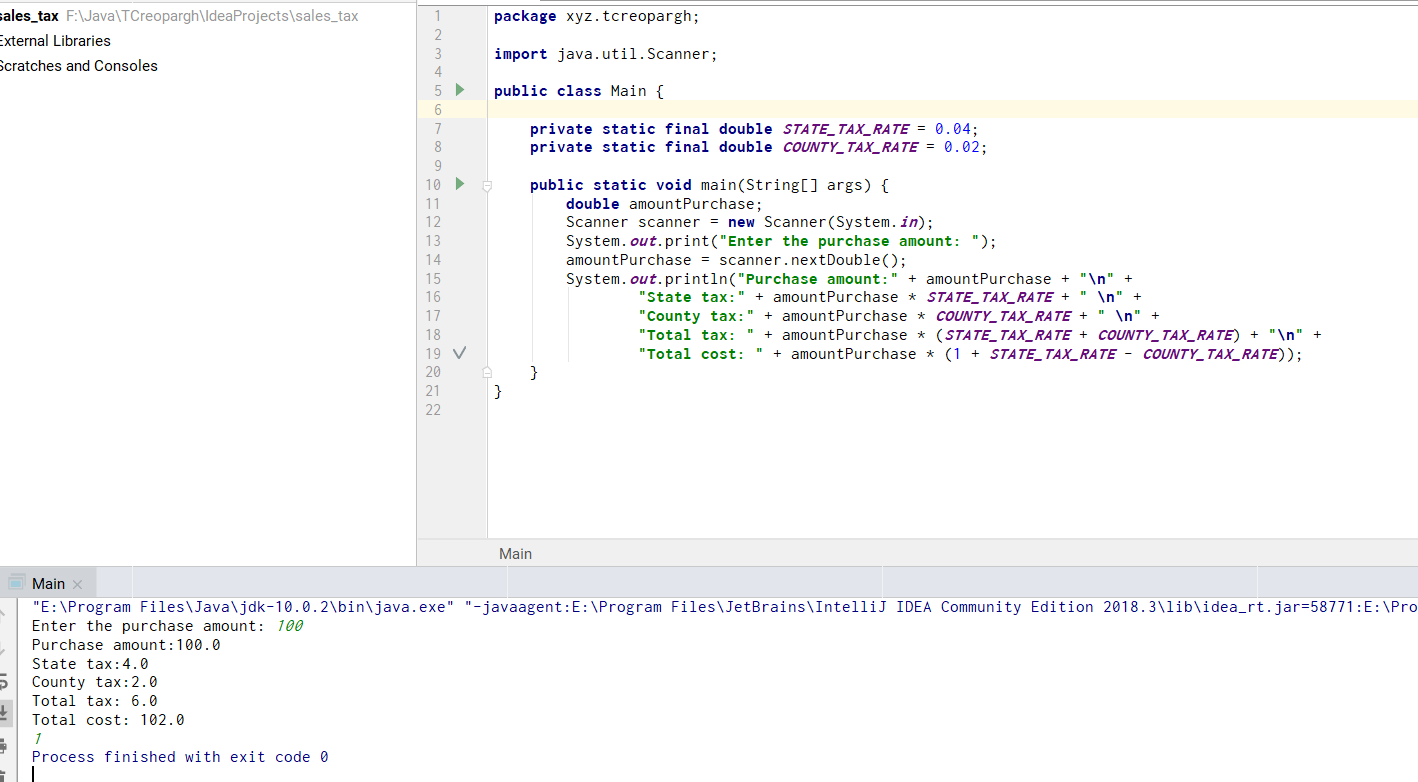 sales_tax F:\Java\TCreopargh\IdeaProjects\sales_tax
External Libraries
Scratches and Consoles
1 package xyz.tcreopargh;
2
3 import java.util.Scanner;
4
5 public class Main {
6
7 private static final double STATE_TAX_RATE = 0.04;
8 private static final double COUNTY_TAX_RATE = 0.02;
9
10 public static void main(String[] args) {
11 double amountPurchase;
12 Scanner scanner = new Scanner(System.in);
13 System.out.print("Enter the purchase amount: ");
14 amountPurchase = scanner.nextDouble();
15 System.out.println("Purchase amount:" + amountPurchase + "\n" +
16 "State tax:" + amountPurchase * STATE_TAX_RATE + " \n" +
17 "County tax:" + amountPurchase * COUNTY_TAX_RATE + " \n" +
18 "Total tax: " + amountPurchase * (STATE_TAX_RATE + COUNTY_TAX_RATE) + "\n" +
19 "Total cost: " + amountPurchase * (1 + STATE_TAX_RATE - COUNTY_TAX_RATE));
20 }
21 }
22
Main
Main
"E:\Program Files\Java\jdk-10.0.2\bin\java.exe" "-javaagent:E:\Program Files\JetBrains\IntelliJ IDEA Community Edition 2018.3\lib\idea_rt.jar=58771:E:\Pro
Enter the purchase amount: 100
Purchase amount:100.0
State tax:4.0
County tax:2.0
Total tax: 6.0
Total cost: 102.0
1
Process finished with exit code 0